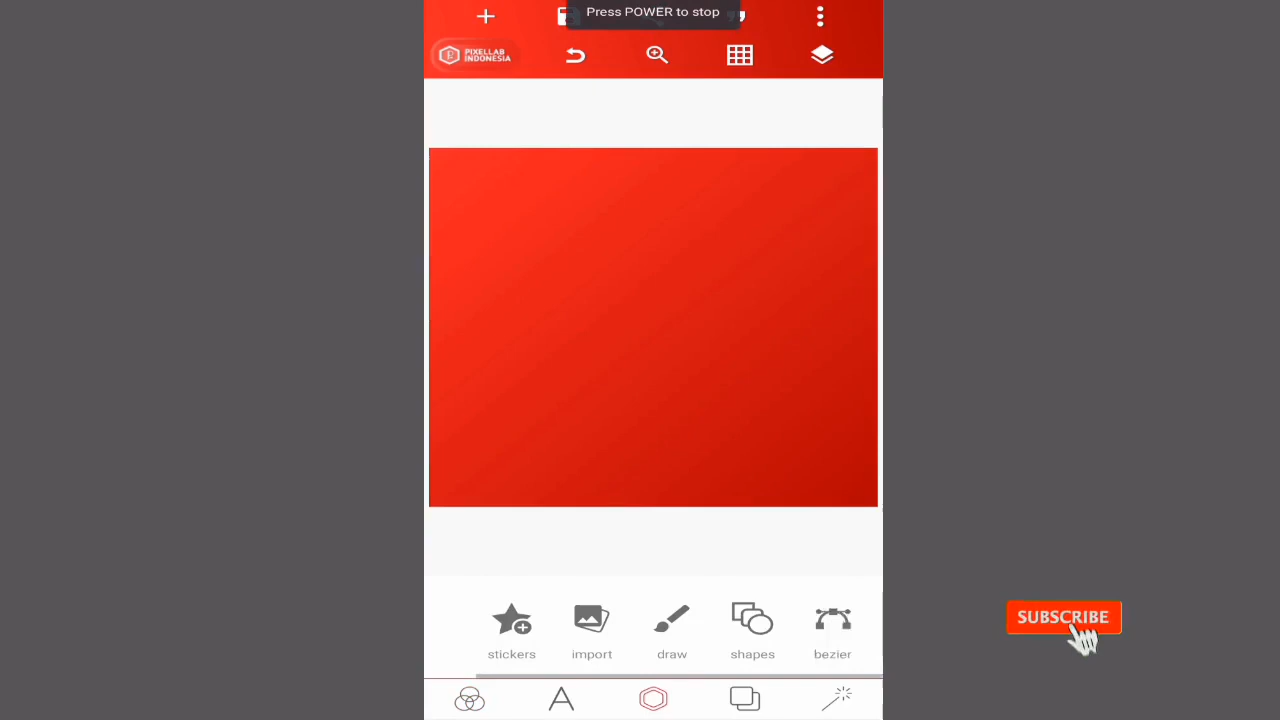 Press POWER to stop
PIXELLAB
INDONESIA
stickers
import
draw
shapes
bezier
SUBSCRIBE